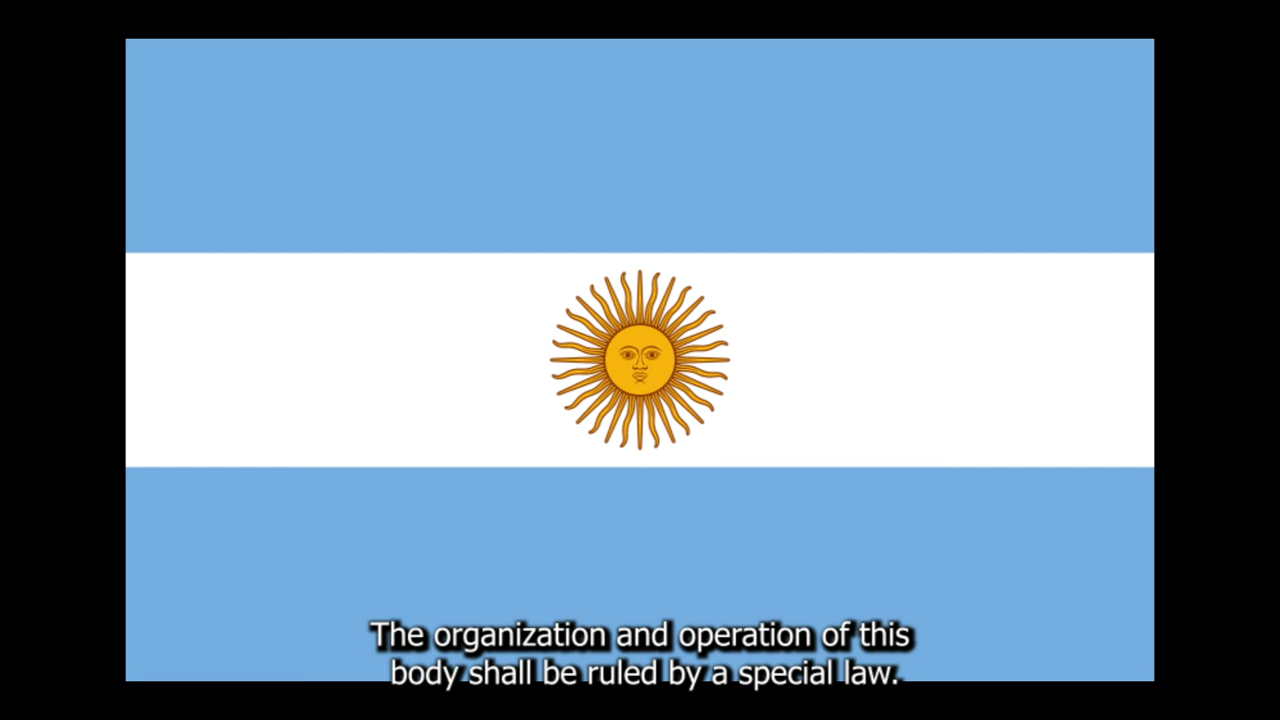 The organization and operation of this
body shall be ruled by a special law.